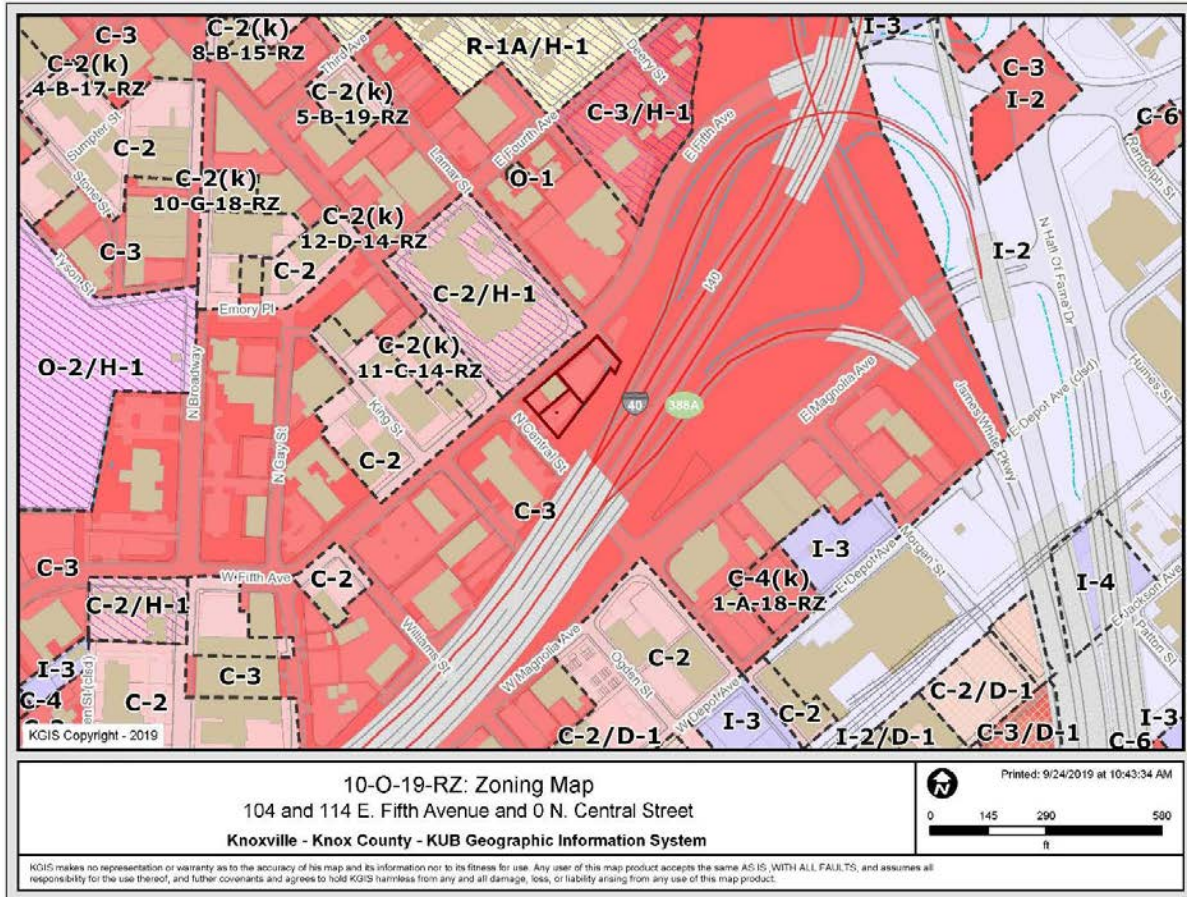 C-3
C-2(k)
8-B-15-RZ
Third Ave
R-1A/H-1
Deery St
I-3
C-3
I-2
C-2(k)
4-B-17-RZ
C-2(k)
5-B-19-RZ
C-3/H-1
E Fifth Ave
C-6
Randolph St
Sumpter St
C-2
Stone St
Lamar St
E Fourth Ave
O-1
C-2(k)
10-G-18-RZ
C-2(k)
12-D-14-RZ
I-2
N Hall Of Fame Dr
C-3
Tyson St
C-2
Emory Pl
C-2/H-1
I40
O-2/H-1
N Broadway
C-2(k)
11-C-14-RZ
King St
N Gay St
40
388A
E Magnolia Ave
James White Pkwy
E Depot Ave (clsd)
Humes St
N Central St
C-2
C-3
C-3
W Fifth Ave
C-2
I-3
Morgan St
E Depot Ave
C-4(k)
1-A-18-RZ
I-4
E Jackson Ave
Patton St
C-2/H-1
Williams St
W Magnolia Ave
Ogden St
C-2
I-3
C-4
C-3
C-2
W Depot Ave
I-3
C-2
C-2/D-1
C-2/D-1
I-2/D-1
C-3/D-1
I-3
C-6
KGIS Copyright - 2019
10-O-19-RZ: Zoning Map
104 and 114 E. Fifth Avenue and 0 N. Central Street
Knoxville - Knox County - KUB Geographic Information System
N
Printed: 9/24/2019 at 10:43:34 AM
0 145 290 580
ft
KGIS makes no representation or warranty as to the accuracy of his map and its information nor to its fitness for use. Any user of this map product accepts the same AS IS, WITH ALL FAULTS, and assumes all
responsibility for the use thereof, and futher covenants and agrees to hold KGIS harmless from any and all damage, loss, or liability arising from any use of this map product.